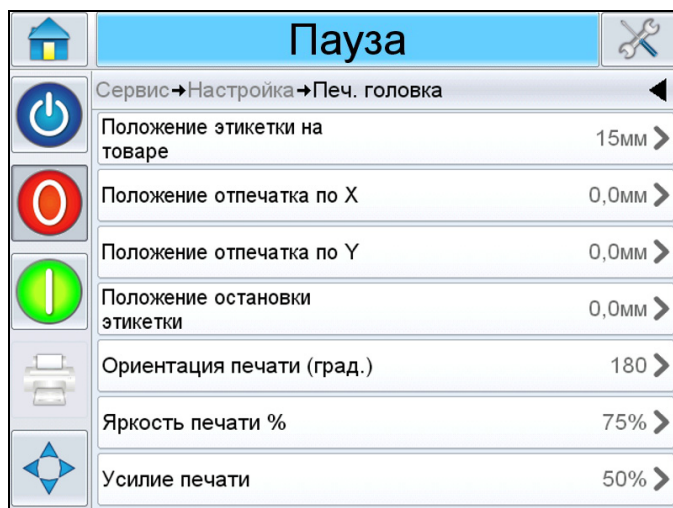 Пауза
Сервис➔Настройка➔Печ. головка
Положение этикетки на
товаре
15мм
Положение отпечатка по X
0,0мм
Положение отпечатка по Y
0,0мм
Положение остановки
этикетки
0,0мм
Ориентация печати (град.)
180
Яркость печати %
75%
Усилие печати
50%